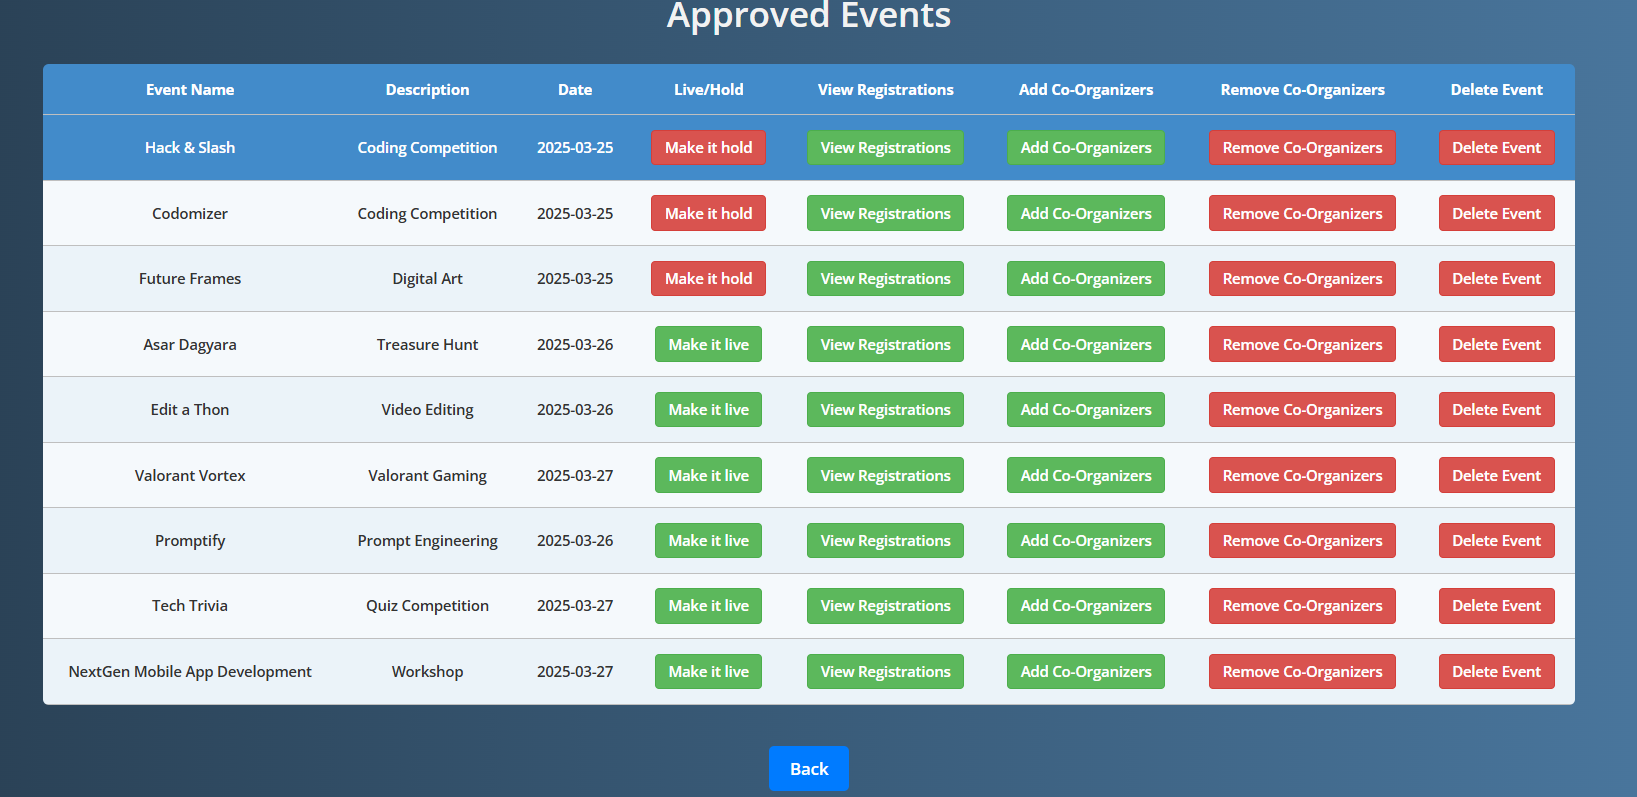 Approved Events
Event Name Description Date Live/Hold View Registrations Add Co-Organizers Remove Co-Organizers Delete Event
Hack & Slash Coding Competition 2025-03-25 Make it hold View Registrations Add Co-Organizers Remove Co-Organizers Delete Event
Codomizer Coding Competition 2025-03-25 Make it hold View Registrations Add Co-Organizers Remove Co-Organizers Delete Event
Future Frames Digital Art 2025-03-25 Make it hold View Registrations Add Co-Organizers Remove Co-Organizers Delete Event
Asar Dagyara Treasure Hunt 2025-03-26 Make it live View Registrations Add Co-Organizers Remove Co-Organizers Delete Event
Edit a Thon Video Editing 2025-03-26 Make it live View Registrations Add Co-Organizers Remove Co-Organizers Delete Event
Valorant Vortex Valorant Gaming 2025-03-27 Make it live View Registrations Add Co-Organizers Remove Co-Organizers Delete Event
Promptify Prompt Engineering 2025-03-26 Make it live View Registrations Add Co-Organizers Remove Co-Organizers Delete Event
Tech Trivia Quiz Competition 2025-03-27 Make it live View Registrations Add Co-Organizers Remove Co-Organizers Delete Event
NextGen Mobile App Development Workshop 2025-03-27 Make it live View Registrations Add Co-Organizers Remove Co-Organizers Delete Event
Back